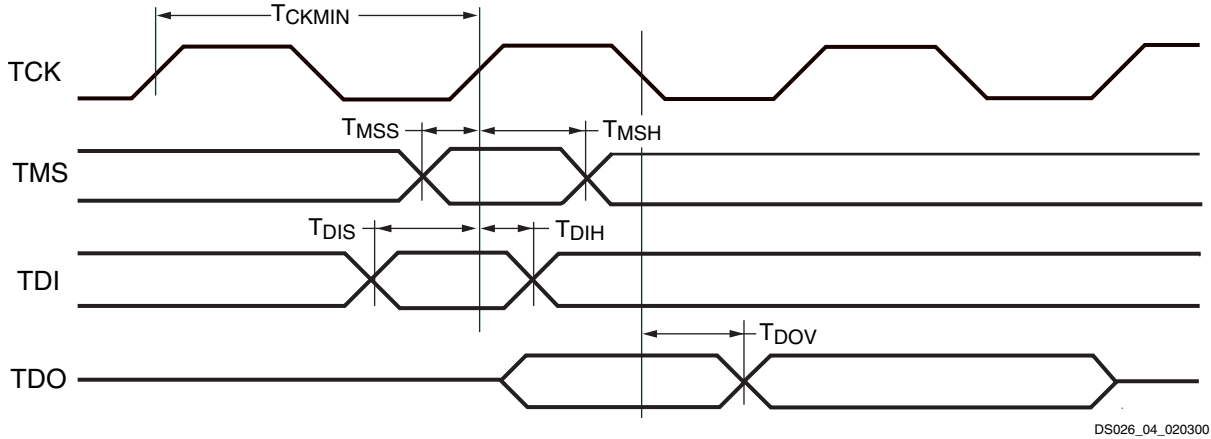 TCKMIN
TCK
TMSS TMSH
TMS
TDIS TDIH
TDI
TDOV
TDO
DS026_04_020300